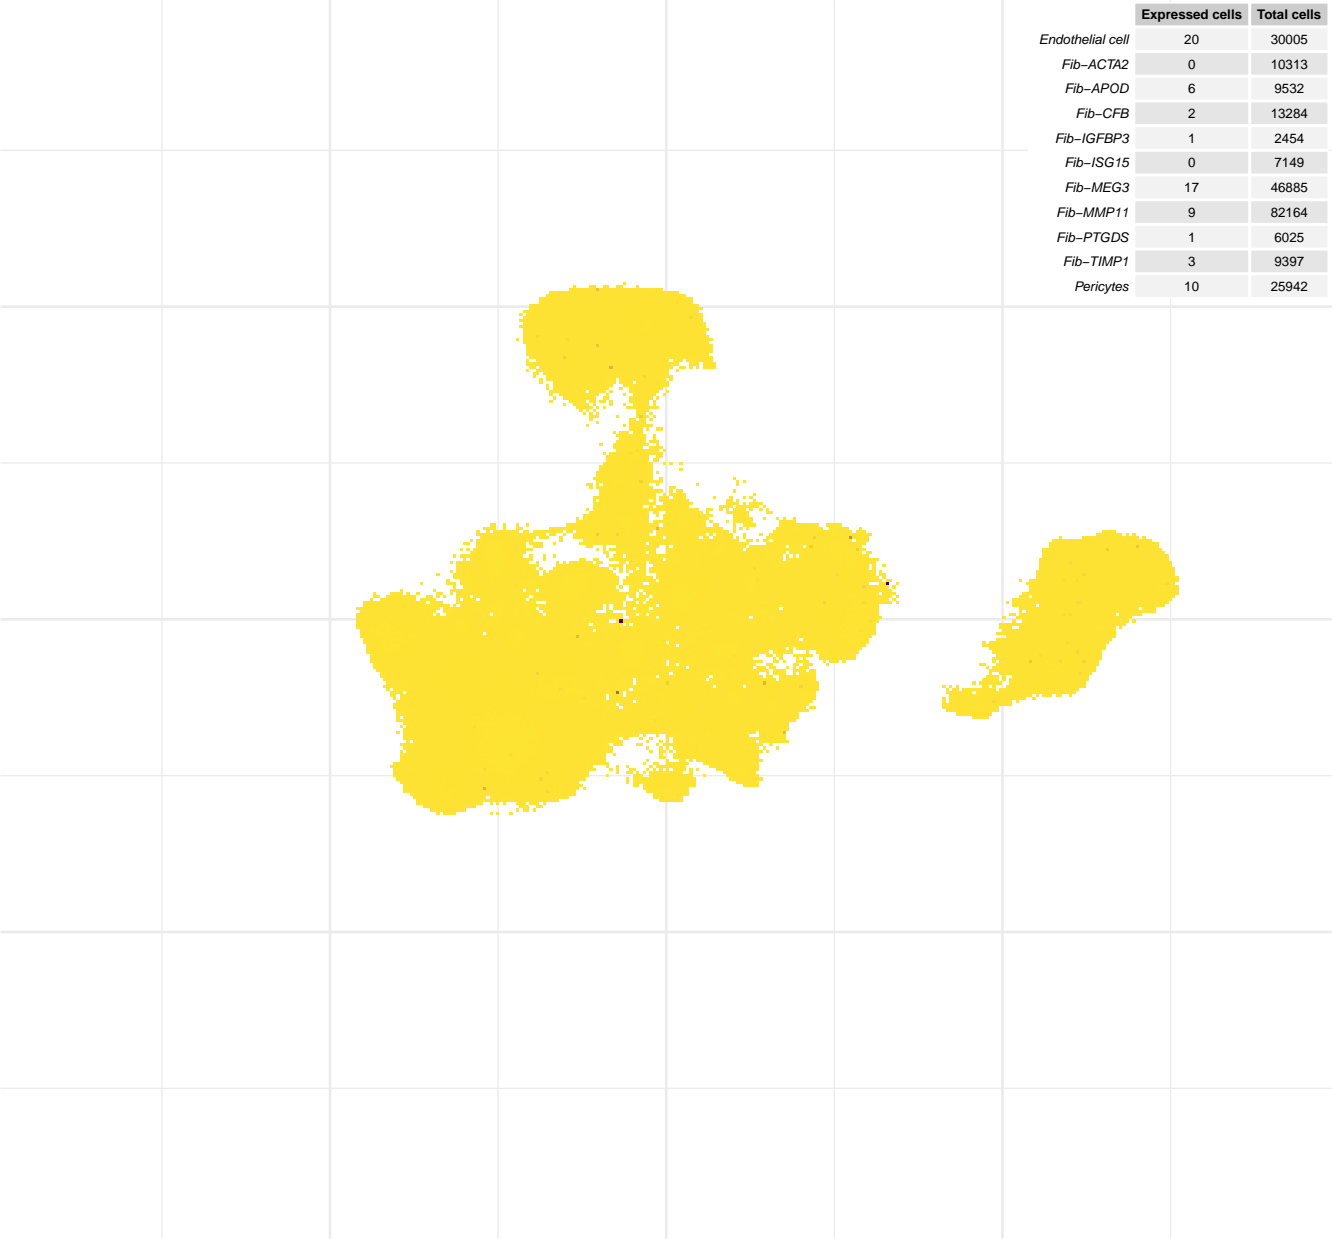 Expressed cells Total cells
Endothelial cell 20 30005
Fib−ACTA2 0 10313
Fib−APOD 6 9532
Fib−CFB 2 13284
Fib−IGFBP3 1 2454
Fib−ISG15 0 7149
Fib−MEG3 17 46885
Fib−MMP11 9 82164
Fib−PTGDS 1 6025
Fib−TIMP1 3 9397
Pericytes 10 25942